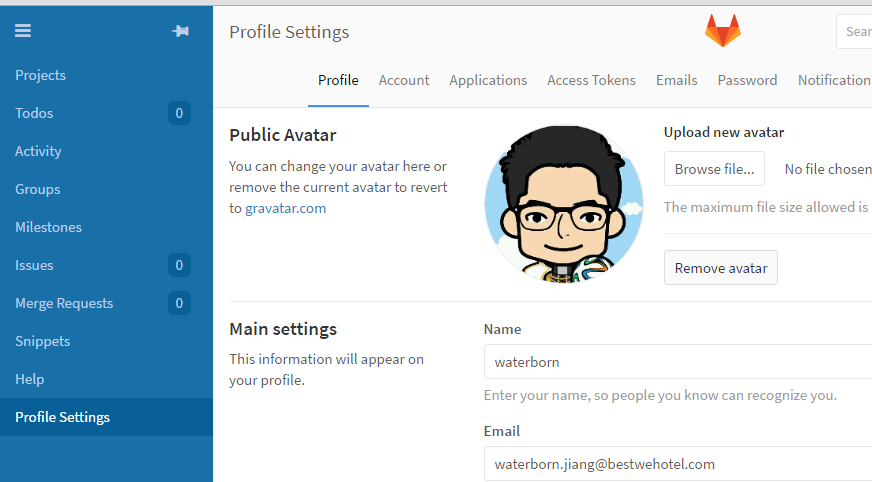 Profile Settings
Sear
Projects
Todos 0
Activity
Groups
Milestones
Issues 0
Merge Requests 0
Snippets
Help
Profile Settings
Profile Account Applications Access Tokens Emails Password Notification
Public Avatar
You can change your avatar here or
remove the current avatar to revert
to gravatar.com
Upload new avatar
Browse file... No file chosen
The maximum file size allowed is
Remove avatar
Main settings
This information will appear on
your profile.
Name
waterborn
Enter your name, so people you know can recognize you.
Email
waterborn.jiang@bestwehotel.com